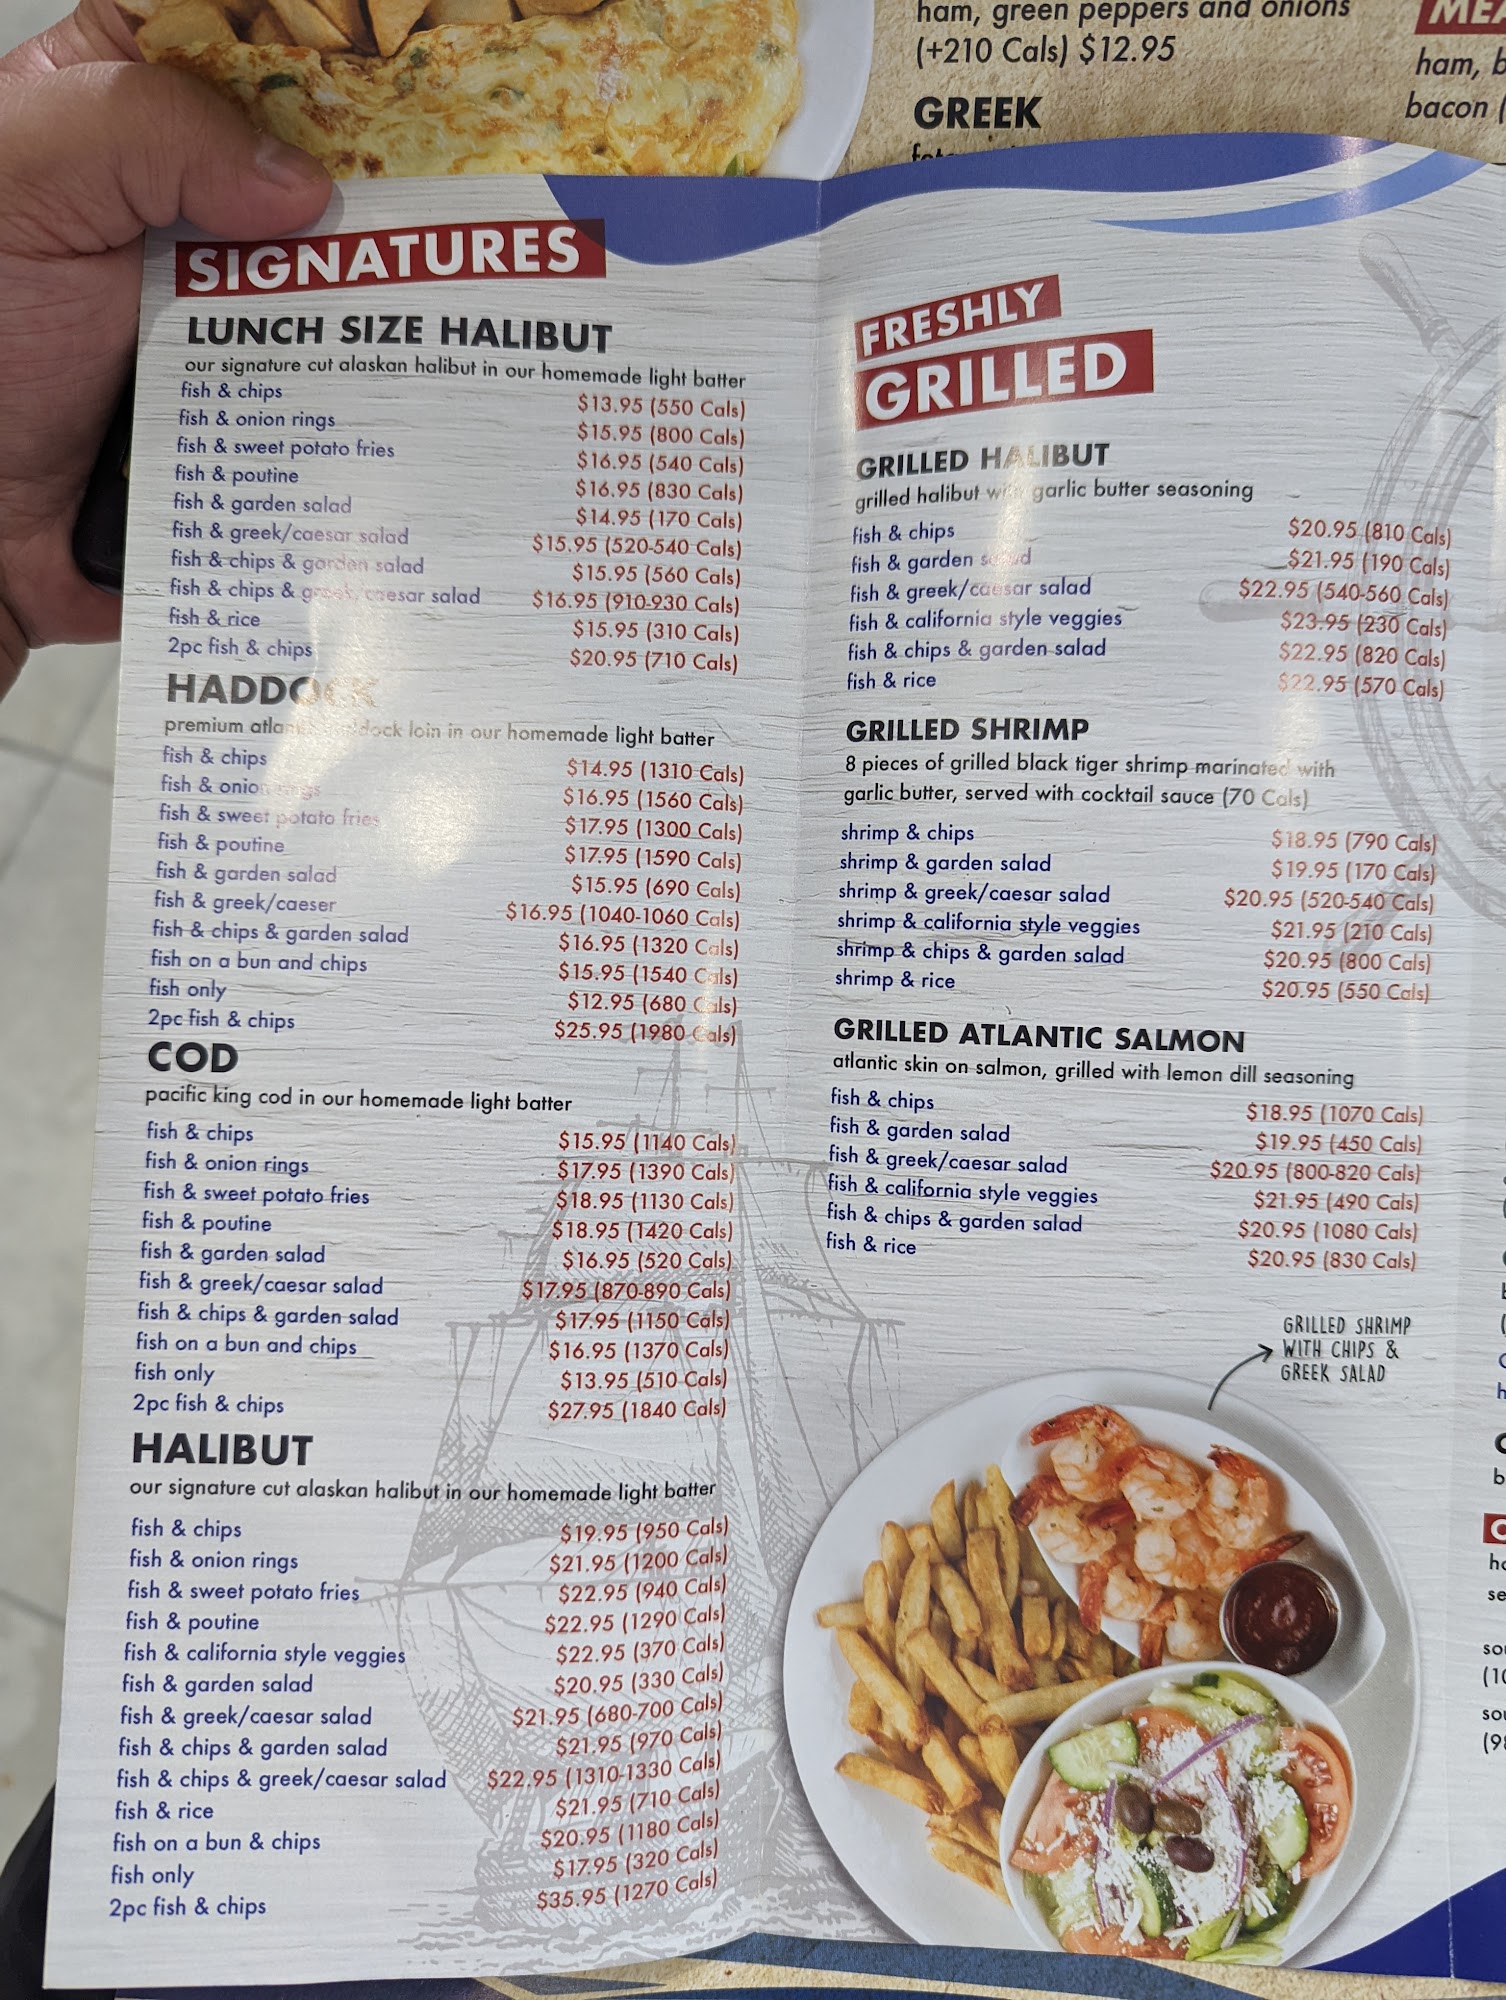 ham, green peppers and onions
(+210 Cals) $12.95
GREEK
ham, b
bacon (
SIGNATURES
LUNCH SIZE HALIBUT
our signature cut alaskan halibut in our homemade light batter
fish & chips $13.95 (550 Cals)
fish & onion rings $15.95 (800 Cals)
fish & sweet potato fries $16.95 (540 Cals)
fish & poutine $16.95 (830 Cals)
fish & garden salad $14.95 (170 Cals)
fish & greek/caesar salad $15.95 (520-540 Cals)
fish & chips & garden salad $15.95 (560 Cals)
fish & chips & greek/caesar salad $16.95 (910-930 Cals)
fish & rice $15.95 (310 Cals)
2pc fish & chips $20.95 (710 Cals)
HADDOCK
premium atlantic haddock loin in our homemade light batter
fish & chips $14.95 (1310 Cals)
fish & onion rings $16.95 (1560 Cals)
fish & sweet potato fries $17.95 (1300 Cals)
fish & poutine $17.95 (1590 Cals)
fish & garden salad $15.95 (690 Cals)
fish & greek/caeser $16.95 (1040-1060 Cals)
fish & chips & garden salad $16.95 (1320 Cals)
fish on a bun and chips $15.95 (1540 Cals)
fish only $12.95 (680 Cals)
2pc fish & chips $25.95 (1980 Cals)
COD
pacific king cod in our homemade light batter
fish & chips $15.95 (1140 Cals)
fish & onion rings $17.95 (1390 Cals)
fish & sweet potato fries $18.95 (1130 Cals)
fish & poutine $18.95 (1420 Cals)
fish & garden salad $16.95 (520 Cals)
fish & greek/caesar salad $17.95 (870-890 Cals)
fish & chips & garden salad $17.95 (1150 Cals)
fish on a bun and chips $16.95 (1370 Cals)
fish only $13.95 (510 Cals)
2pc fish & chips $27.95 (1840 Cals)
HALIBUT
our signature cut alaskan halibut in our homemade light batter
fish & chips $19.95 (950 Cals)
fish & onion rings $21.95 (1200 Cals)
fish & sweet potato fries $22.95 (940 Cals)
fish & poutine $22.95 (1290 Cals)
fish & california style veggies $22.95 (370 Cals)
fish & garden salad $20.95 (330 Cals)
fish & greek/caesar salad $21.95 (680-700 Cals)
fish & chips & garden salad $21.95 (970 Cals)
fish & chips & greek/caesar salad $22.95 (1310-1330 Cals)
fish & rice $21.95 (710 Cals)
fish on a bun & chips $20.95 (1180 Cals)
fish only $17.95 (320 Cals)
2pc fish & chips $35.95 (1270 Cals)
FRESHLY
GRILLED
GRILLED HALIBUT
grilled halibut with garlic butter seasoning
fish & chips $20.95 (810 Cals)
fish & garden salad $21.95 (190 Cals)
fish & greek/caesar salad $22.95 (540-560 Cals)
fish & california style veggies $23.95 (230 Cals)
fish & chips & garden salad $22.95 (820 Cals)
fish & rice $22.95 (570 Cals)
GRILLED SHRIMP
8 pieces of grilled black tiger shrimp marinated with
garlic butter, served with cocktail sauce (70 Cals)
shrimp & chips $18.95 (790 Cals)
shrimp & garden salad $19.95 (170 Cals)
shrimp & greek/caesar salad $20.95 (520-540 Cals)
shrimp & california style veggies $21.95 (210 Cals)
shrimp & chips & garden salad $20.95 (800 Cals)
shrimp & rice $20.95 (550 Cals)
GRILLED ATLANTIC SALMON
atlantic skin on salmon, grilled with lemon dill seasoning
fish & chips $18.95 (1070 Cals)
fish & garden salad $19.95 (450 Cals)
fish & greek/caesar salad $20.95 (800-820 Cals)
fish & california style veggies $21.95 (490 Cals)
fish & chips & garden salad $20.95 (1080 Cals)
fish & rice $20.95 (830 Cals)
GRILLED SHRIMP
WITH CHIPS &
GREEK SALAD